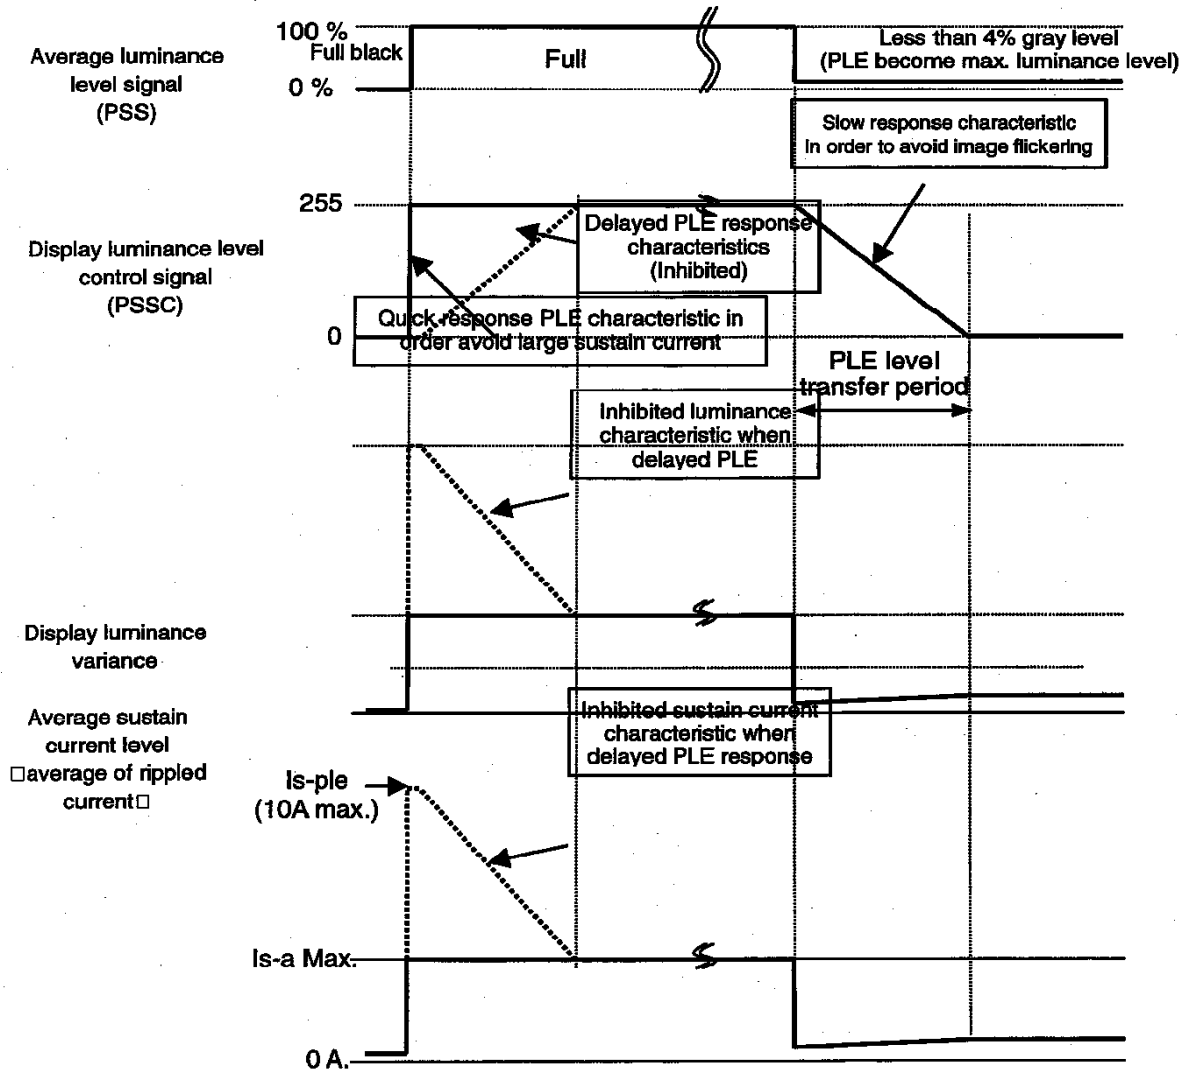 100 %
Full black
Full
Less than 4% gray level
(PLE become max. luminance level)
Average luminance
level signal
(PSS)
0 %
Slow response characteristic
in order to avoid image flickering
255
Delayed PLE response
characteristics
(Inhibited)
Display luminance level
control signal
(PSSC)
Quick response PLE characteristic in
order avoid large sustain current
0
PLE level
transfer period
Inhibited luminance
characteristic when
delayed PLE
Display luminance
variance
Inhibited sustain current
characteristic when
delayed PLE response
Average sustain
current level
□average of rippled
current□
Is-ple
(10A max.)
Is-a Max.
0 A.